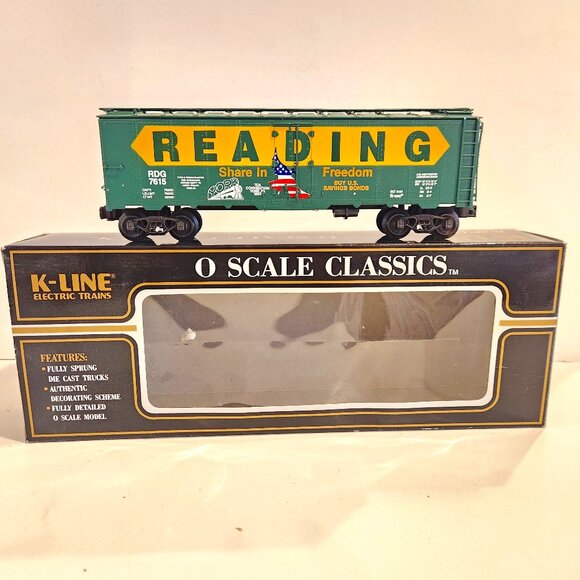 READING
Share In Freedom
RDG
7615
BUY U.S.
SAVINGS BONDS
K-LINE®
ELECTRIC TRAINS
O SCALE CLASSICS™
FEATURES:
• FULLY SPRUNG
DIE CAST TRUCKS
• AUTHENTIC
DECORATING SCHEME
• FULLY DETAILED
O SCALE MODEL